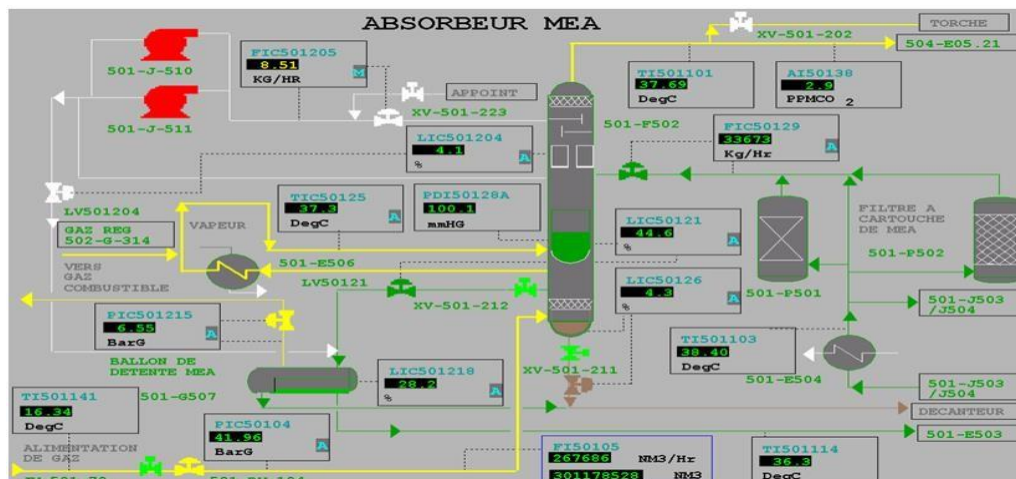 ABSORBEUR MEA
TORCHE
XV-501-202
504-E05.21
FIC501205
8.51
KG/HR
M
501-J-510
501-J-511
APPOINT
XV-501-223
TI501101
37.69
DegC
AI50138
2.9
PPMCO 2
501-F502
LIC501204
4.1
%
A
FIC50129
33673
Kg/Hr
A
LV501204
GAZ REG
502-G-314
VAPEUR
TIC50125
37.3
DegC
A
PDI50128A
100.1
mmHG
LIC50121
44.6
%
A
FILTRE A
CARTOUCHE
DE MEA
501-P502
501-P501
501-E506
VERS
GAZ
COMBUSTIBLE
LV50121
XV-501-212
LIC50126
4.3
%
A
PIC501215
6.55
BarG
A
501-J503
/J504
TI501103
38.40
DegC
501-E504
BALLON DE
DETENTE MEA
XV-501-211
LIC501218
28.2
%
A
501-J503
/J504
TI501141
16.34
DegC
501-G507
PIC50104
41.96
BarG
A
DECANTEUR
501-E503
ALIMENTATION
DE GAZ
FI50105
267686 NM3/Hr
301178528 NM3
TI501114
36.3
DegC